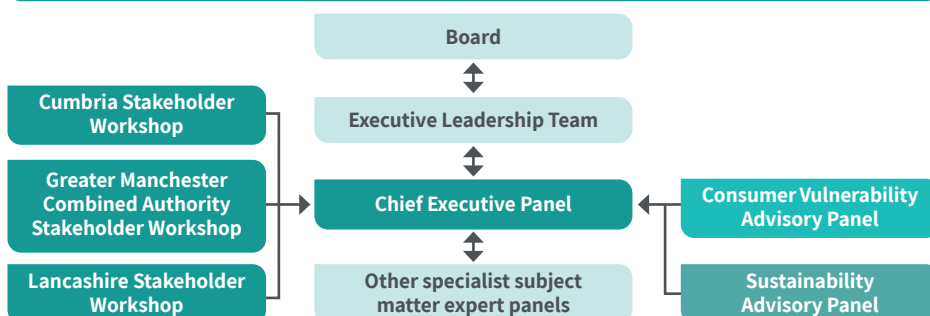 Board
Cumbria Stakeholder
Workshop
Executive Leadership Team
Greater Manchester
Combined Authority
Stakeholder Workshop
Chief Executive Panel
Consumer Vulnerability
Advisory Panel
Lancashire Stakeholder
Workshop
Other specialist subject
matter expert panels
Sustainability
Advisory Panel